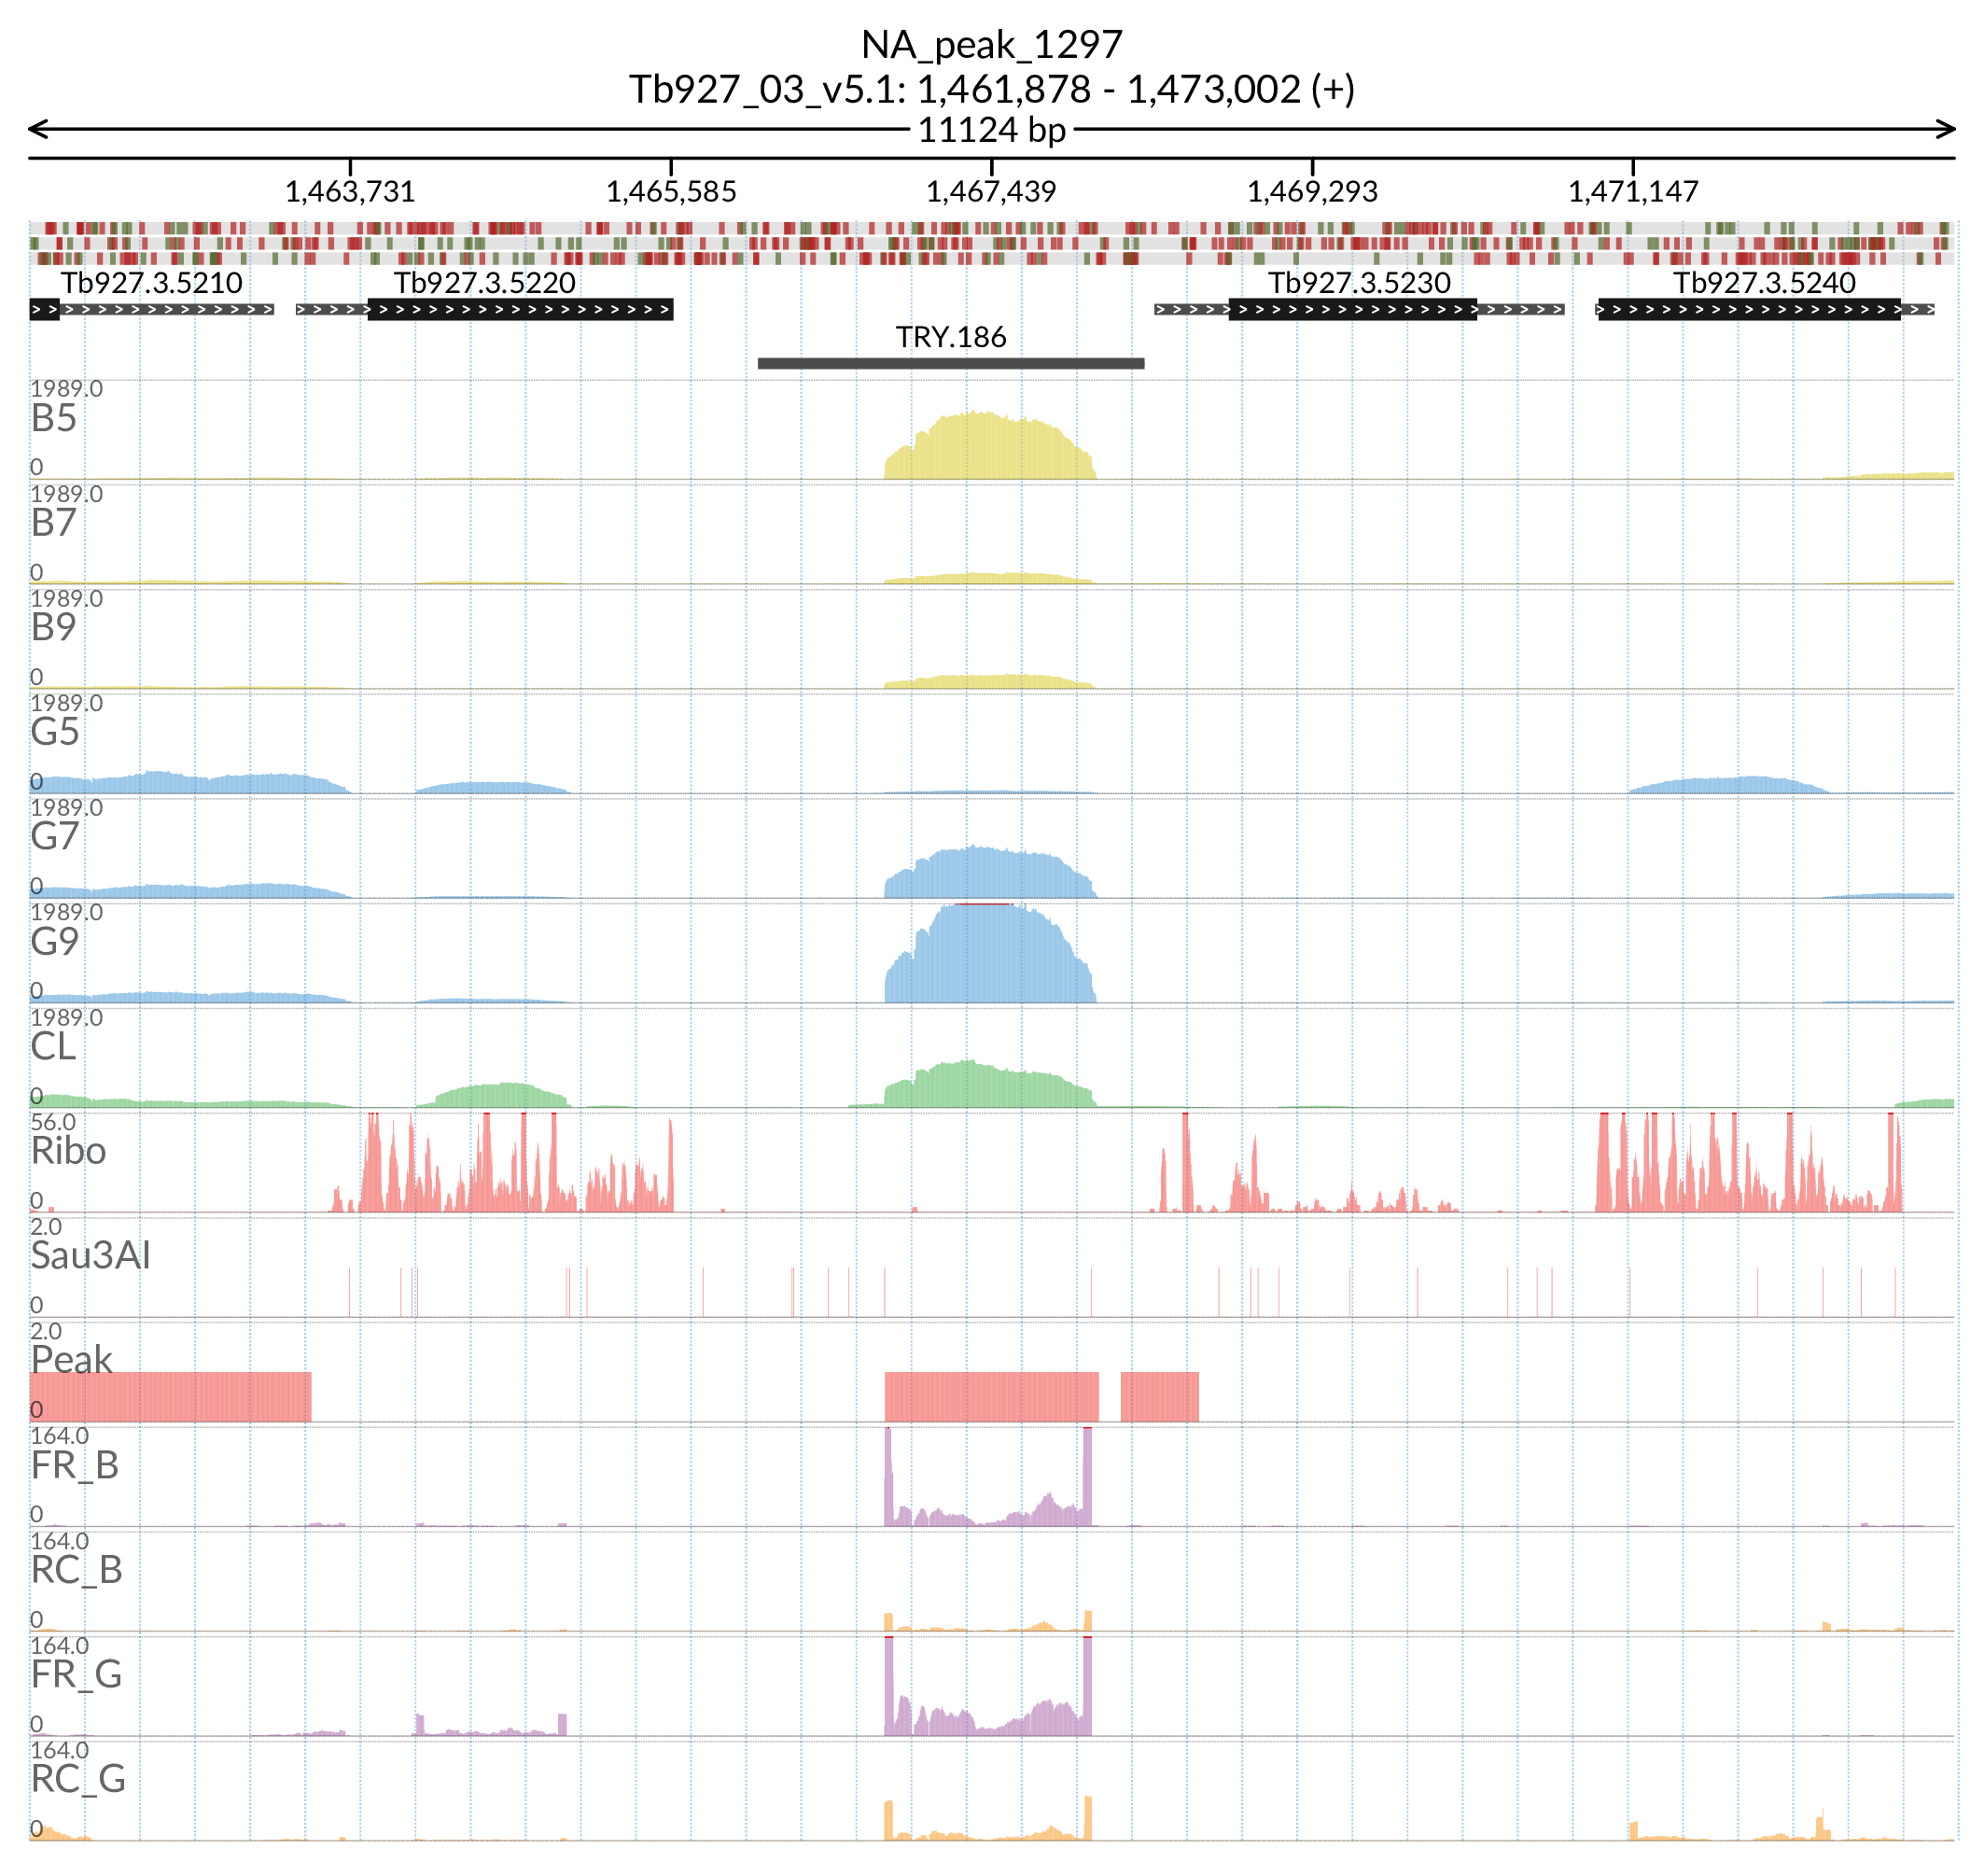 NA_peak_1297
Tb927_03_v5.1: 1,461,878 - 1,473,002 (+)
11124 bp
1,463,731 1,465,585 1,467,439 1,469,293 1,471,147
Tb927.3.5210 Tb927.3.5220 Tb927.3.5230 Tb927.3.5240
TRY.186
1989.0
B5
0
1989.0
B7
0
1989.0
B9
0
1989.0
G5
0
1989.0
G7
0
1989.0
G9
0
1989.0
CL
0
56.0
Ribo
0
2.0
Sau3AI
0
2.0
Peak
0
164.0
FR_B
0
164.0
RC_B
0
164.0
FR_G
0
164.0
RC_G
0